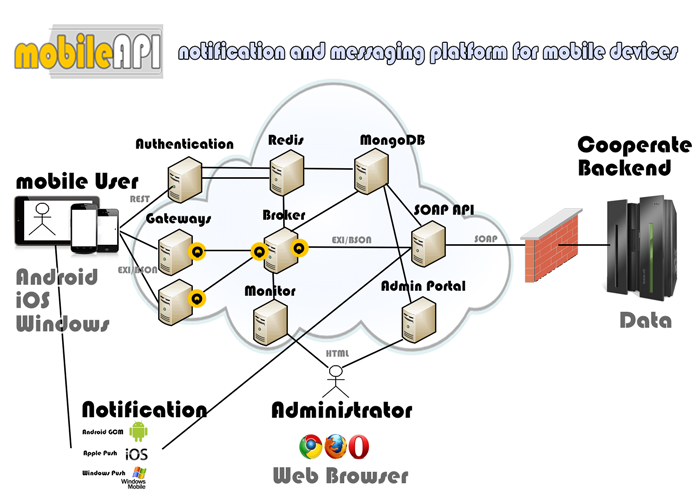 mobileAPI
notification and messaging platform for mobile devices
Authentication
Redis
MongoDB
Cooperate
Backend
mobile User
REST
Gateways
Broker
SOAP API
EXI/BSON
SOAP
EXI/BSON
Android
iOS
Windows
Monitor
Admin Portal
Data
HTML
Notification
Android GCM
Apple Push
iOS
Windows Push
Windows
Mobile
Administrator
Web Browser